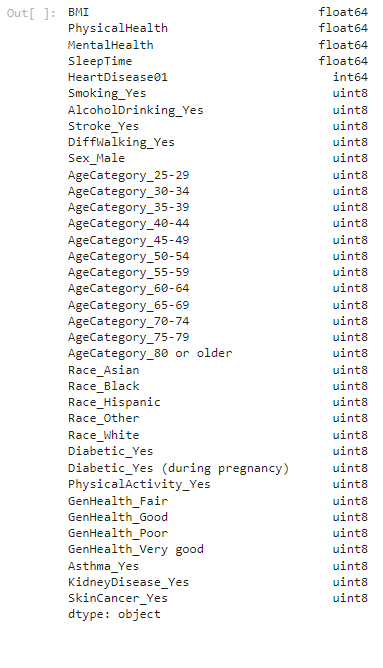 Out[ ]: BMI float64
PhysicalHealth float64
MentalHealth float64
SleepTime float64
HeartDisease01 int64
Smoking_Yes uint8
AlcoholDrinking_Yes uint8
Stroke_Yes uint8
DiffWalking_Yes uint8
Sex_Male uint8
AgeCategory_25-29 uint8
AgeCategory_30-34 uint8
AgeCategory_35-39 uint8
AgeCategory_40-44 uint8
AgeCategory_45-49 uint8
AgeCategory_50-54 uint8
AgeCategory_55-59 uint8
AgeCategory_60-64 uint8
AgeCategory_65-69 uint8
AgeCategory_70-74 uint8
AgeCategory_75-79 uint8
AgeCategory_80 or older uint8
Race_Asian uint8
Race_Black uint8
Race_Hispanic uint8
Race_Other uint8
Race_White uint8
Diabetic_Yes uint8
Diabetic_Yes (during pregnancy) uint8
PhysicalActivity_Yes uint8
GenHealth_Fair uint8
GenHealth_Good uint8
GenHealth_Poor uint8
GenHealth_Very good uint8
Asthma_Yes uint8
KidneyDisease_Yes uint8
SkinCancer_Yes uint8
dtype: object